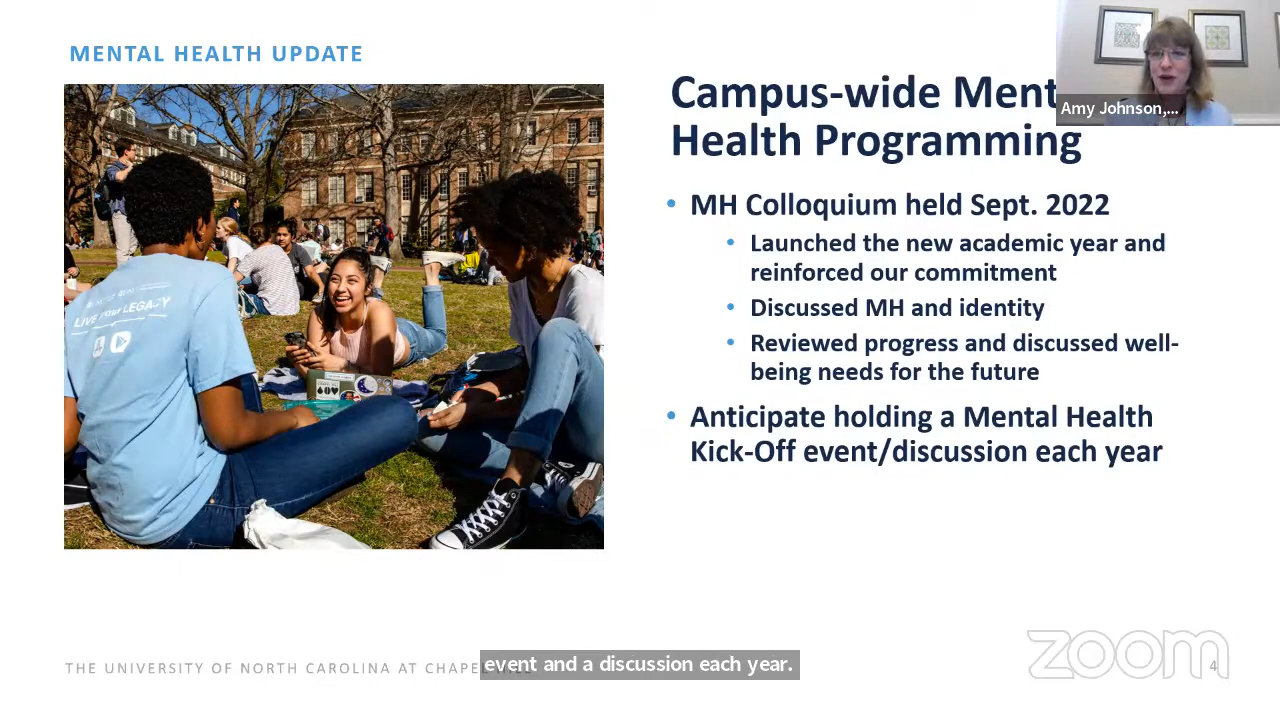 MENTAL HEALTH UPDATE
Amy Johnson,...
Campus-wide Ment
Health Programming
• MH Colloquium held Sept. 2022
• Launched the new academic year and
reinforced our commitment
• Discussed MH and identity
• Reviewed progress and discussed well-
being needs for the future
• Anticipate holding a Mental Health
Kick-Off event/discussion each year
LIVE YOUR LEGACY
THE UNIVERSITY OF NORTH CAROLINA AT CHAPEL
event and a discussion each year.
zoom
4